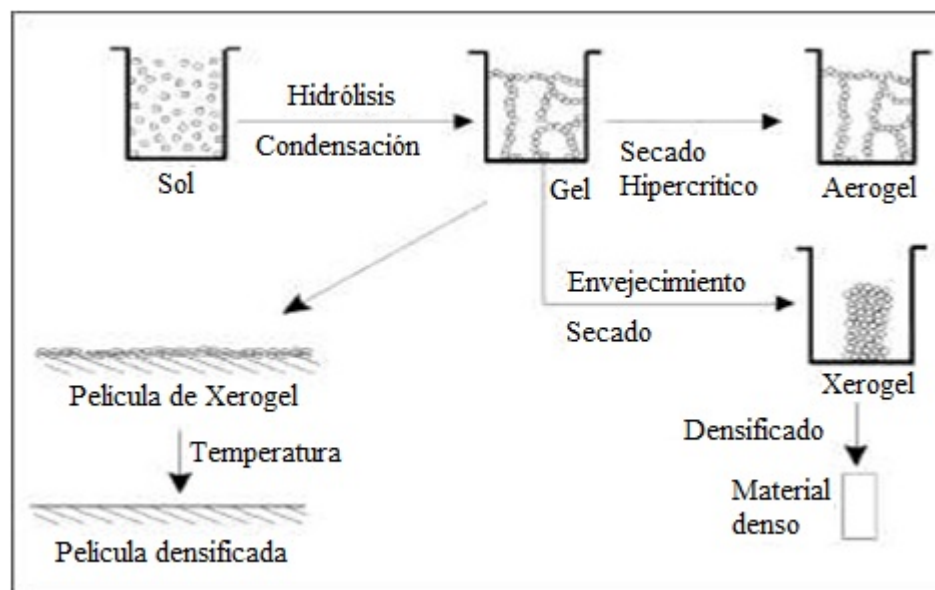 Hidrólisis
Condensación
Sol
Gel
Secado
Hipercrítico
Aerogel
Envejecimiento
Secado
Xerogel
Película de Xerogel
Temperatura
Película densificada
Densificado
Material
denso